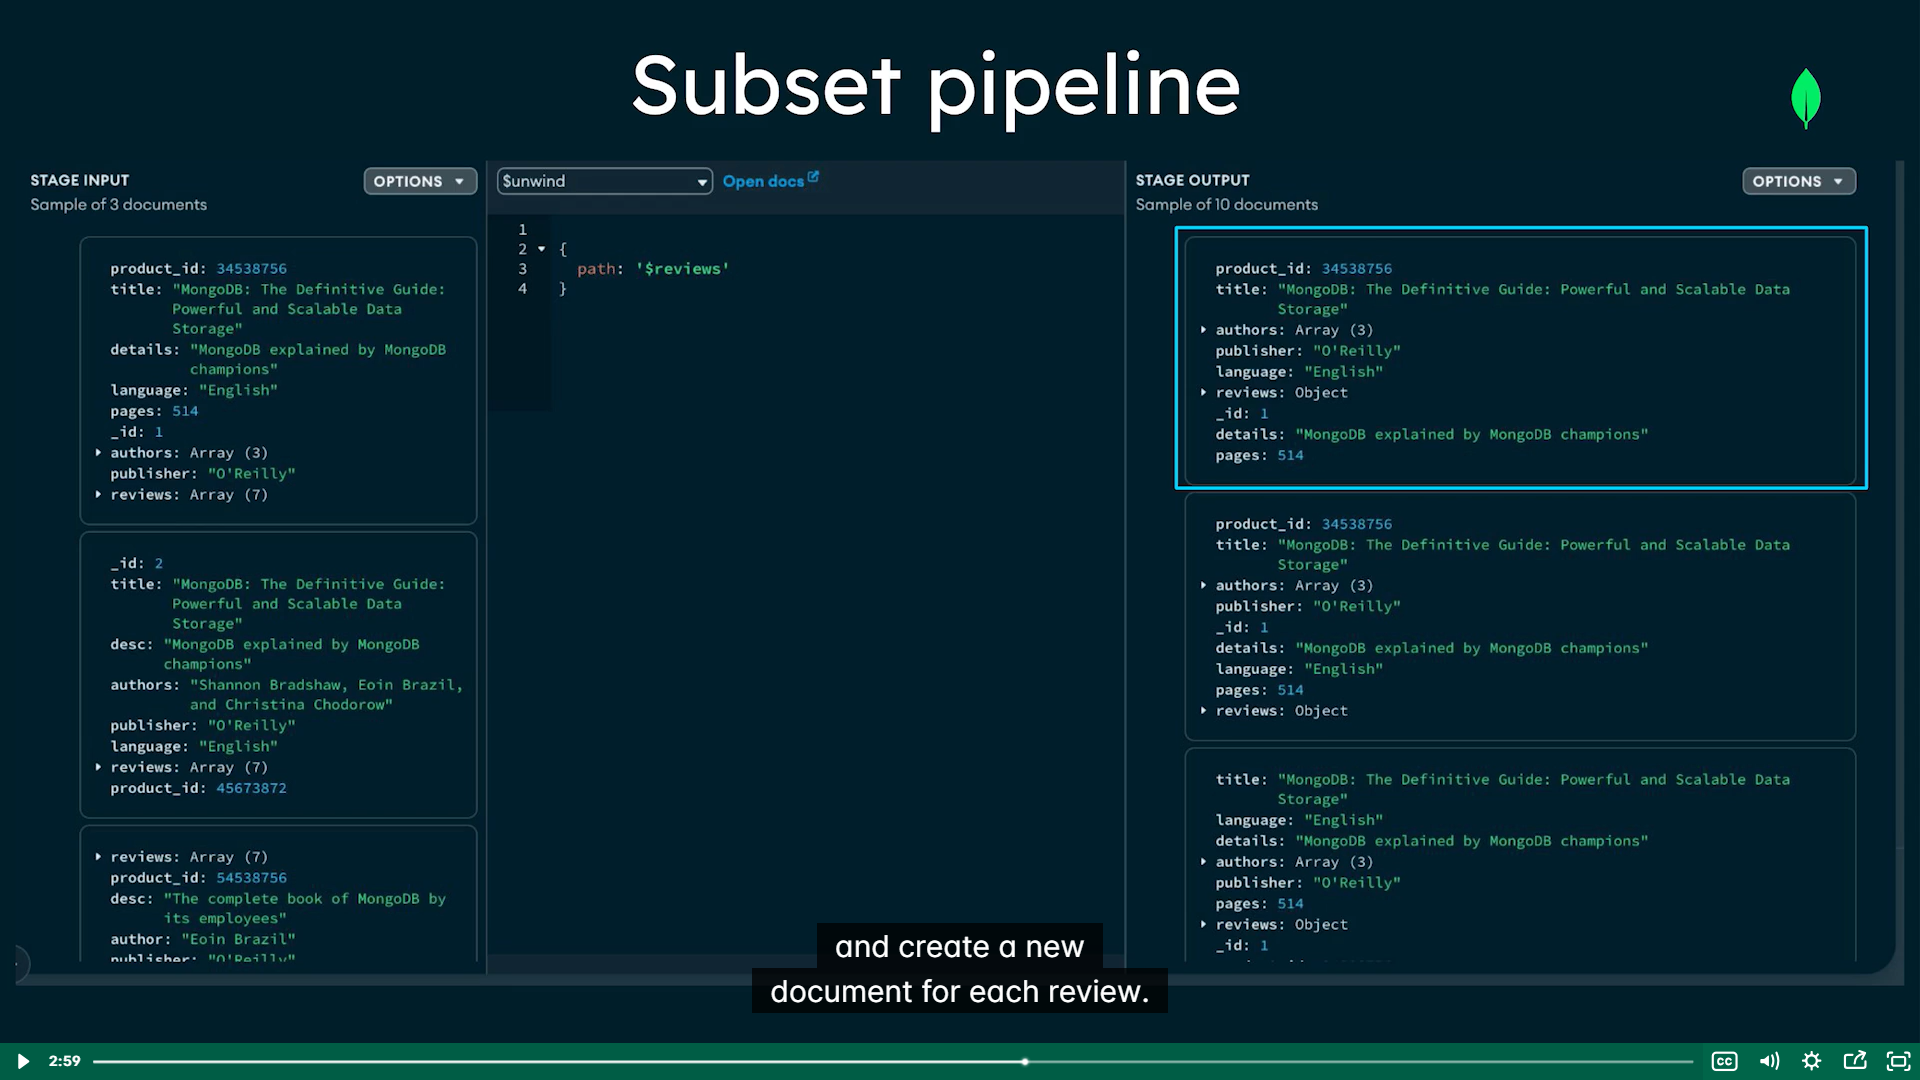 Subset pipeline
STAGE INPUT
OPTIONS
Sample of 3 documents
product_id: 34538756
title: "MongoDB: The Definitive Guide:
Powerful and Scalable Data
Storage"
details: "MongoDB explained by MongoDB
champions"
language: "English"
pages: 514
_id: 1
authors: Array (3)
publisher: "O'Reilly"
reviews: Array (7)
_id: 2
title: "MongoDB: The Definitive Guide:
Powerful and Scalable Data
Storage"
desc: "MongoDB explained by MongoDB
champions"
authors: "Shannon Bradshaw, Eoin Brazil,
and Christina Chodorow"
publisher: "O'Reilly"
language: "English"
reviews: Array (7)
product_id: 45673872
reviews: Array (7)
product_id: 54538756
desc: "The complete book of MongoDB by
its employees"
author: "Eoin Brazil"
publisher: "O'Reilly"
$unwind
Open docs
1
2 {
3 path: '$reviews'
4 }
STAGE OUTPUT
OPTIONS
Sample of 10 documents
product_id: 34538756
title: "MongoDB: The Definitive Guide: Powerful and Scalable Data
Storage"
authors: Array (3)
publisher: "O'Reilly"
language: "English"
reviews: Object
_id: 1
details: "MongoDB explained by MongoDB champions"
pages: 514
product_id: 34538756
title: "MongoDB: The Definitive Guide: Powerful and Scalable Data
Storage"
authors: Array (3)
publisher: "O'Reilly"
_id: 1
details: "MongoDB explained by MongoDB champions"
language: "English"
pages: 514
reviews: Object
title: "MongoDB: The Definitive Guide: Powerful and Scalable Data
Storage"
language: "English"
details: "MongoDB explained by MongoDB champions"
authors: Array (3)
publisher: "O'Reilly"
pages: 514
reviews: Object
_id: 1
and create a new
document for each review.
2:59
CC